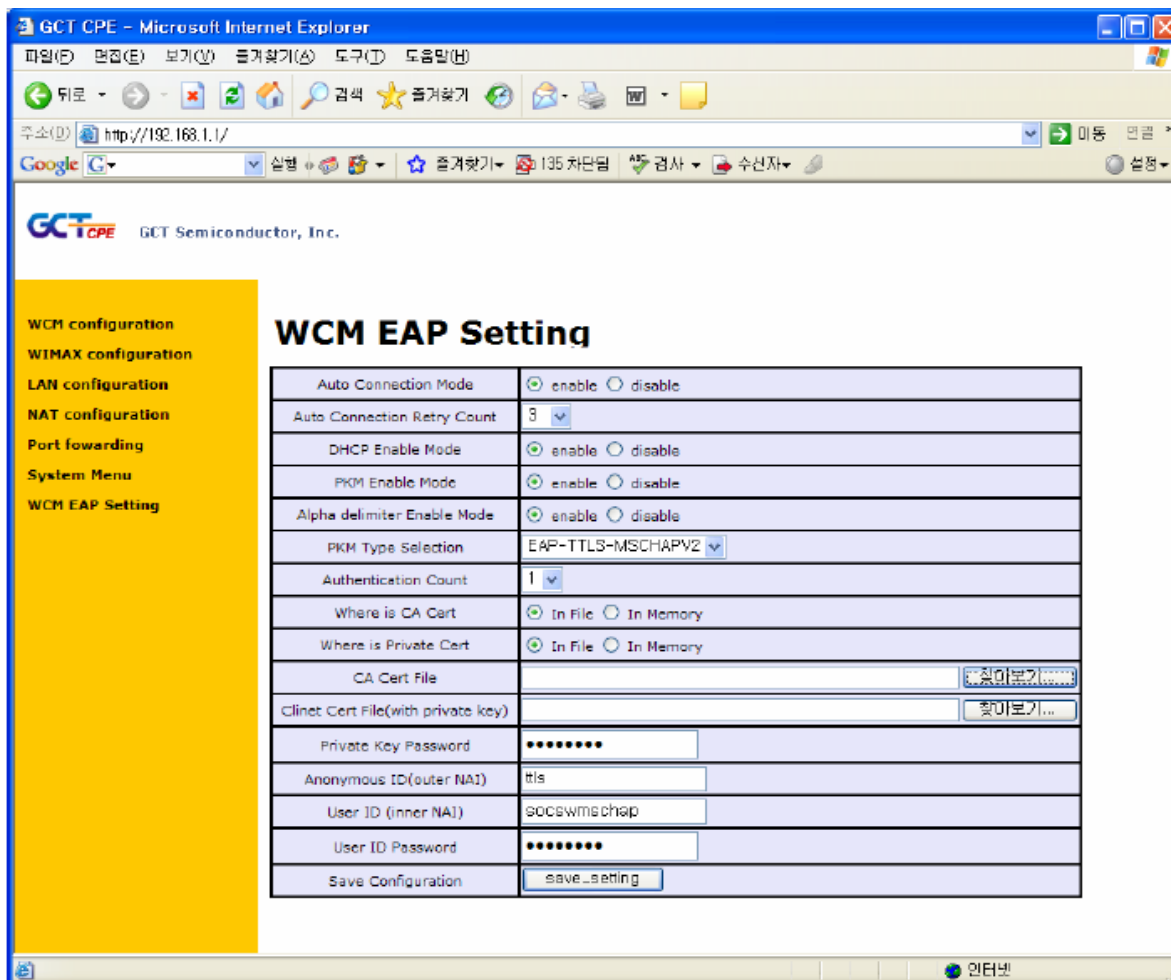 GCT CPE - Microsoft Internet Explorer
파일(F) 편집(E) 보기(V) 즐겨찾기(A) 도구(T) 도움말(H)
뒤로 검색 즐겨찾기
주소(D) http://192.168.1.1/ 이동 연결 »
Google G 실행 즐겨찾기 135 차단됨 검사 수신자 설정
GCT CPE GCT Semiconductor, Inc.
WCM configuration
WIMAX configuration
LAN configuration
NAT configuration
Port fowarding
System Menu
WCM EAP Setting
WCM EAP Setting
Auto Connection Mode enable disable
Auto Connection Retry Count 3
DHCP Enable Mode enable disable
PKM Enable Mode enable disable
Alpha delimiter Enable Mode enable disable
PKM Type Selection EAP-TTLS-MSCHAPV2
Authentication Count 1
Where is CA Cert In File In Memory
Where is Private Cert In File In Memory
CA Cert File 찾아보기...
Clinet Cert File(with private key) 찾아보기...
Private Key Password ••••••••
Anonymous ID(outer NAI) ttls
User ID (inner NAI) socswmschap
User ID Password ••••••••
Save Configuration save_setting
인터넷